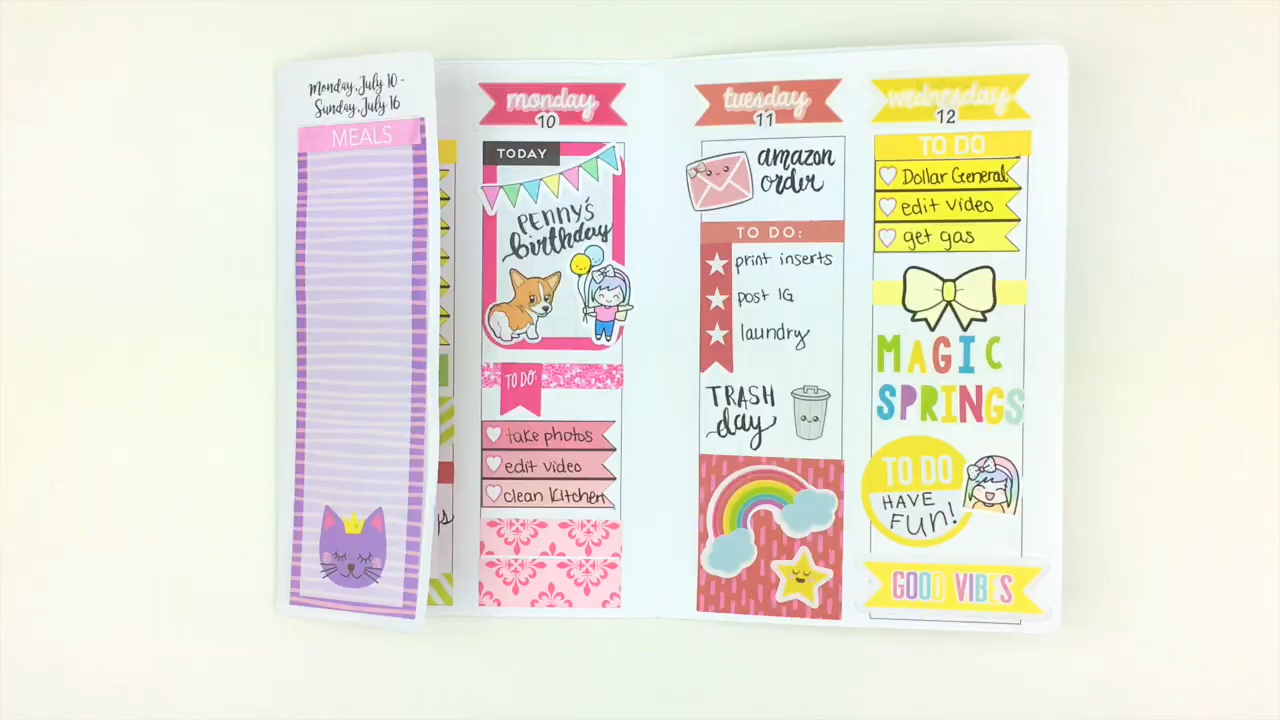 Monday, July 10 -
Sunday, July 16
MEALS
monday
10
TODAY
PENNY'S
birthday
TO DO:
take photos
edit video
clean kitchen
tuesday
11
amazon
order
TO DO:
print inserts
post IG
laundry
TRASH
day
wednesday
12
TO DO
Dollar General
edit video
get gas
MAGIC
SPRINGS
TO DO
HAVE
FUN!
GOOD VIBES